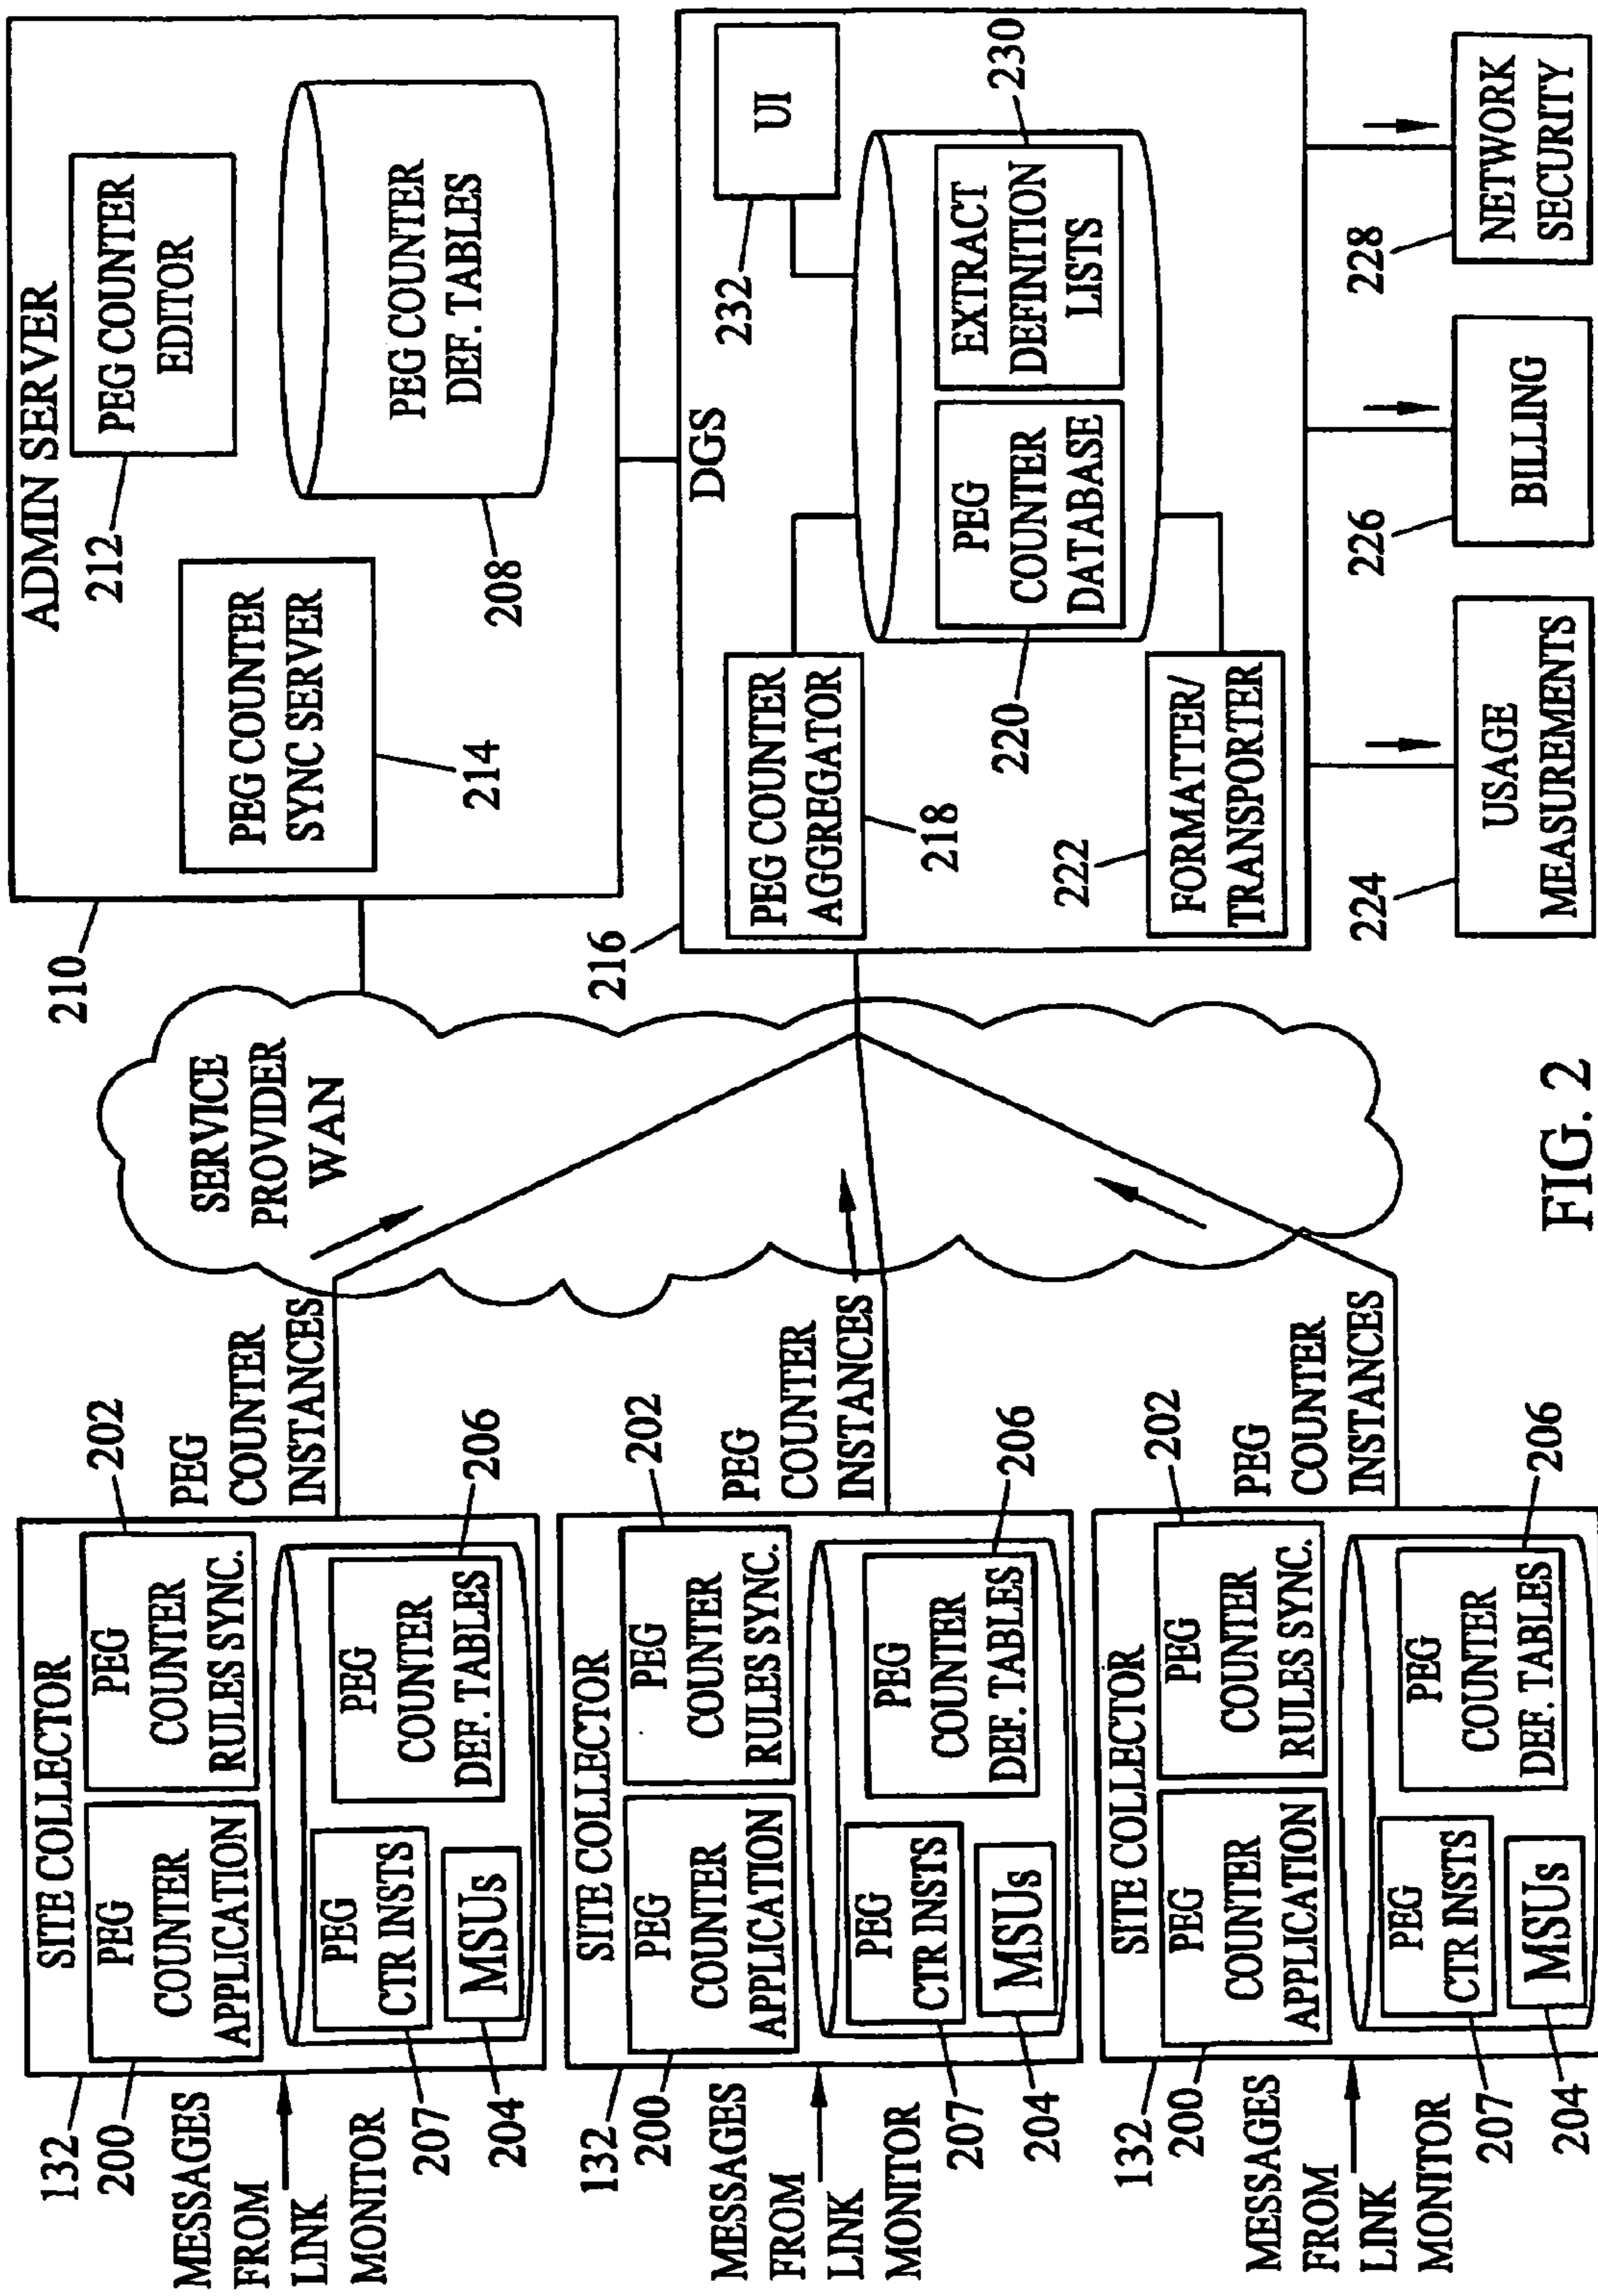 SITE COLLECTOR
PEG
COUNTER
APPLICATION
PEG
COUNTER
RULES SYNC.
202
PEG
CTR INSTS
MSUs
PEG
COUNTER
DEF. TABLES
206
132
200
MESSAGES
FROM
LINK
MONITOR
207
204
PEG
COUNTER
INSTANCES
SITE COLLECTOR
PEG
COUNTER
APPLICATION
PEG
COUNTER
RULES SYNC.
202
PEG
CTR INSTS
MSUs
PEG
COUNTER
DEF. TABLES
206
132
200
MESSAGES
FROM
LINK
MONITOR
207
204
PEG
COUNTER
INSTANCES
SITE COLLECTOR
PEG
COUNTER
APPLICATION
PEG
COUNTER
RULES SYNC.
202
PEG
CTR INSTS
MSUs
PEG
COUNTER
DEF. TABLES
206
132
200
MESSAGES
FROM
LINK
MONITOR
207
204
PEG
COUNTER
INSTANCES
SERVICE
PROVIDER
WAN
210
ADMIN SERVER
PEG COUNTER
SYNC SERVER
214
212
PEG COUNTER
EDITOR
PEG COUNTER
DEF. TABLES
208
216
DGS
PEG COUNTER
AGGREGATOR
218
232
UI
PEG
COUNTER
DATABASE
220
EXTRACT
DEFINITION
LISTS
230
222
FORMATTER/
TRANSPORTER
224
USAGE
MEASUREMENTS
226
BILLING
228
NETWORK
SECURITY
FIG. 2